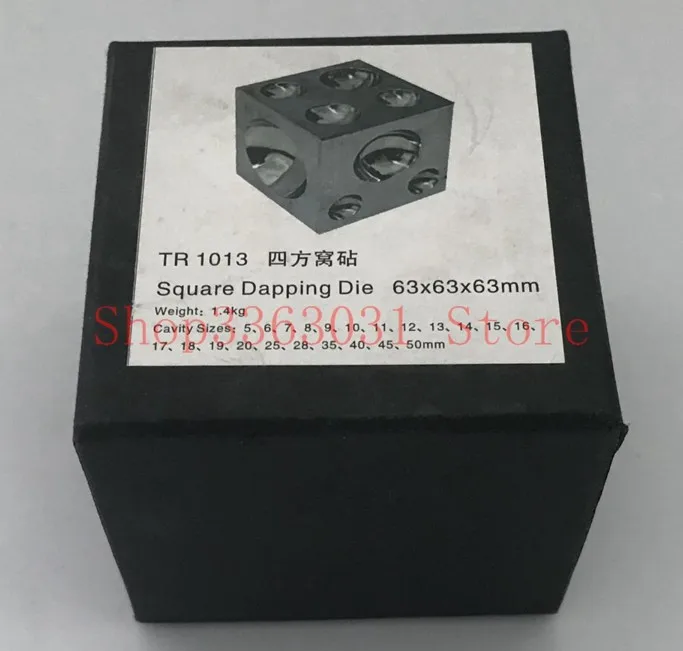 TR 1013 四方窝砧
Square Dapping Die 63x63x63mm
Weight: 1.4kg
Shop3363031 Store
Cavity Sizes: 5、6、7、8、9、10、11、12、13、14、15、16、
17、18、19、20、25、28、35、40、45、50mm